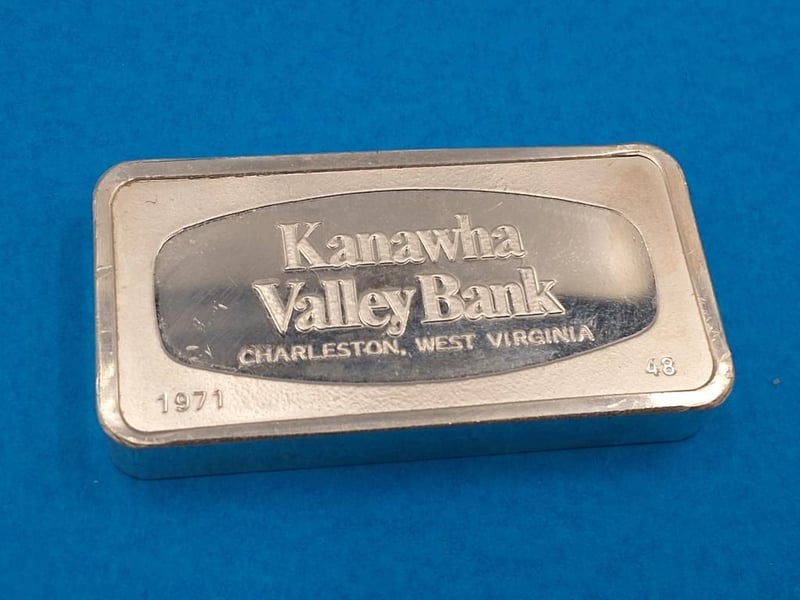 Kanawha
Valley Bank
CHARLESTON, WEST VIRGINIA
1971
48